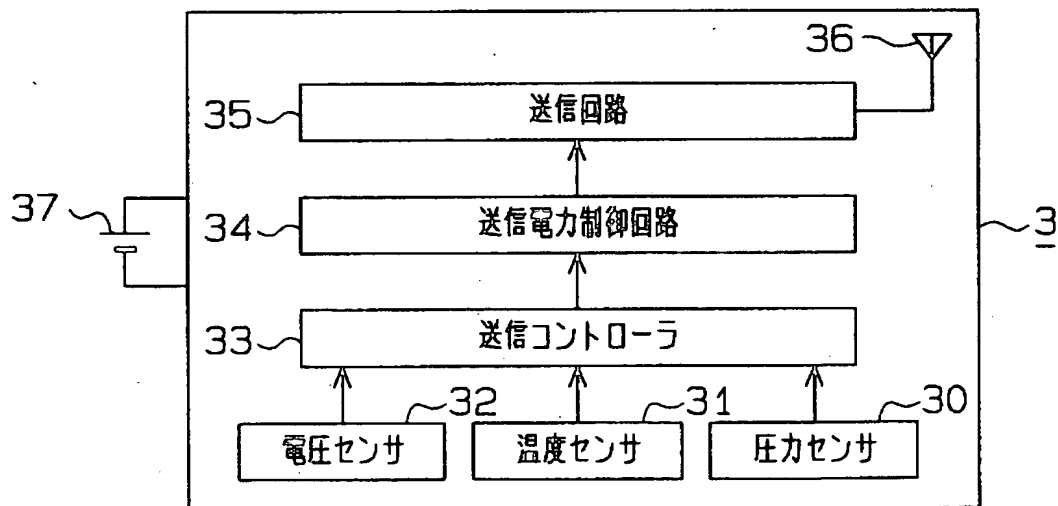 36
35
送信回路
37
34
送信電力制御回路
3
33
送信コントローラ
32
31
30
電圧センサ
温度センサ
圧力センサ